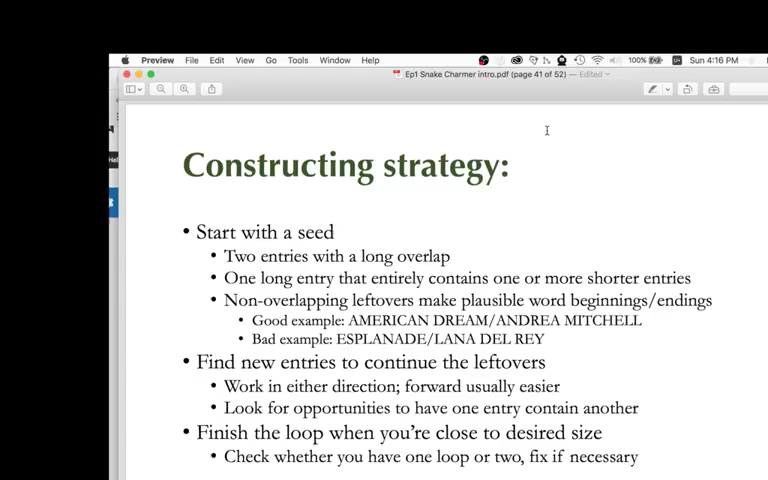 Preview File Edit View Go Tools Window Help 100% Sun 4:16 PM
Ep1 Snake Charmer intro.pdf (page 41 of 52) — Edited
Constructing strategy:
• Start with a seed
• Two entries with a long overlap
• One long entry that entirely contains one or more shorter entries
• Non-overlapping leftovers make plausible word beginnings/endings
• Good example: AMERICAN DREAM/ANDREA MITCHELL
• Bad example: ESPLANADE/LANA DEL REY
• Find new entries to continue the leftovers
• Work in either direction; forward usually easier
• Look for opportunities to have one entry contain another
• Finish the loop when you're close to desired size
• Check whether you have one loop or two, fix if necessary